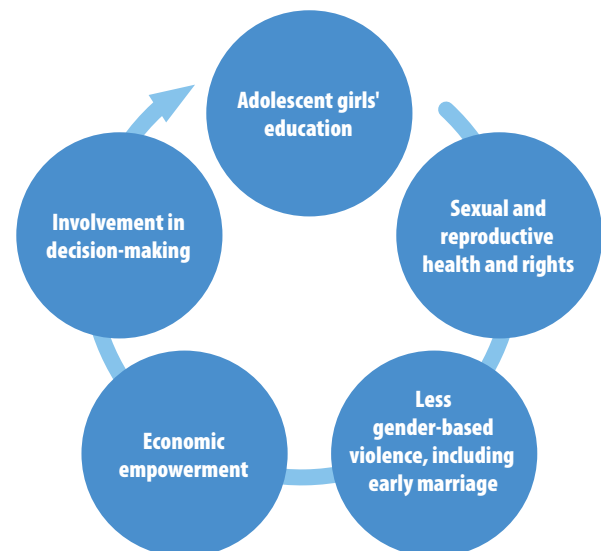 Adolescent girls'
education
Sexual and
reproductive
health and rights
Less
gender-based
violence, including
early marriage
Economic
empowerment
Involvement in
decision-making